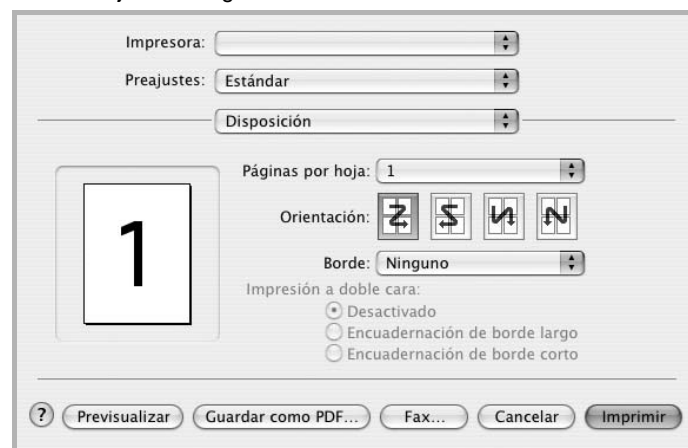 Impresora:
Preajustes: Estándar
Disposición
Páginas por hoja: 1
Orientación:
1
Borde: Ninguno
Impresión a doble cara:
Desactivado
Encuadernación de borde largo
Encuadernación de borde corto
? Previsualizar Guardar como PDF... Fax... Cancelar Imprimir